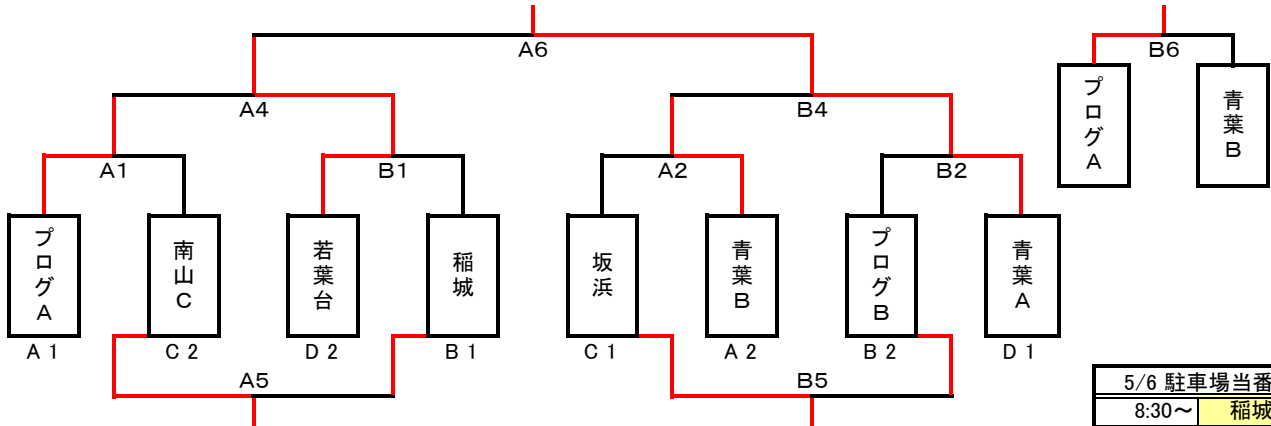 A6
B6
プログA
青葉B
A4
B4
A1
B1
A2
B2
プログA
南山C
若葉台
稲城
坂浜
青葉B
プログB
青葉A
A 1
C 2
D 2
B 1
C 1
A 2
B 2
D 1
A5
B5
5/6 駐車場当番
8:30～ 稲城